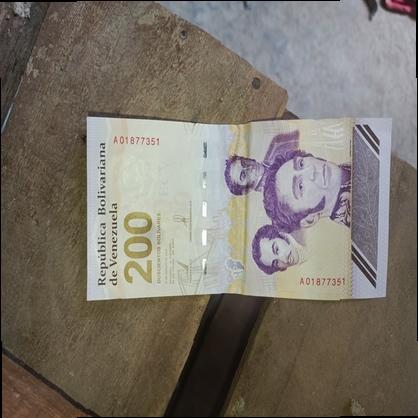 A01877351
República Bolivariana
de Venezuela
200
DOSCIENTOS BOLÍVARES
A01877351